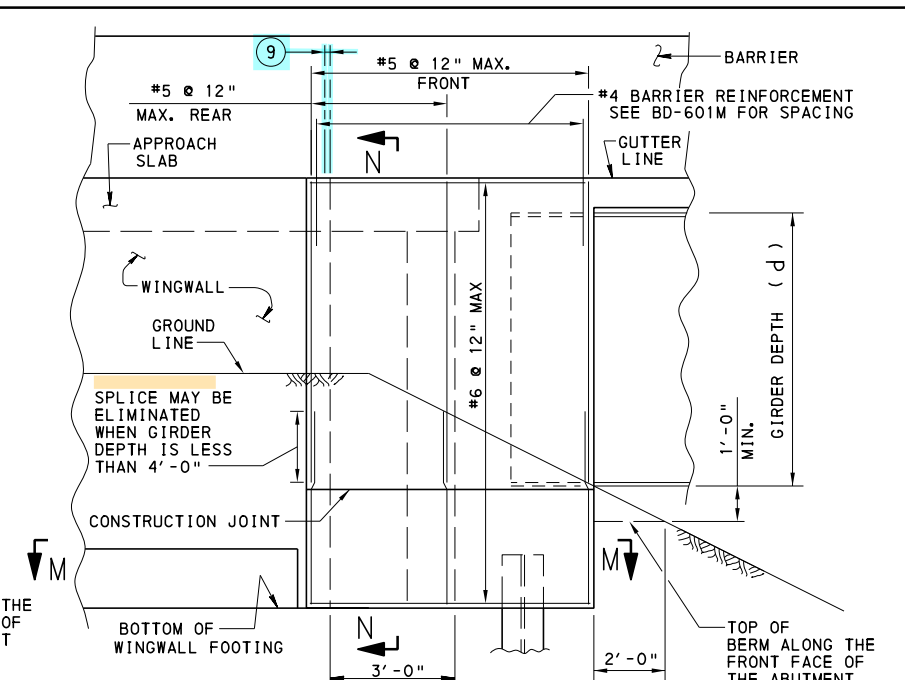 9
#5 @ 12" MAX.
FRONT
BARRIER
#5 @ 12"
MAX. REAR
#4 BARRIER REINFORCEMENT
SEE BD-601M FOR SPACING
APPROACH
SLAB
N
GUTTER
LINE
WINGWALL
GROUND
LINE
#6 @ 12" MAX
GIRDER DEPTH (d)
SPLICE MAY BE
ELIMINATED
WHEN GIRDER
DEPTH IS LESS
THAN 4'-0"
1'-0"
MIN.
CONSTRUCTION JOINT
M
M
THE
OF
T
BOTTOM OF
WINGWALL FOOTING
N
3'-0"
2'-0"
TOP OF
BERM ALONG THE
FRONT FACE OF
THE ABUTMENT